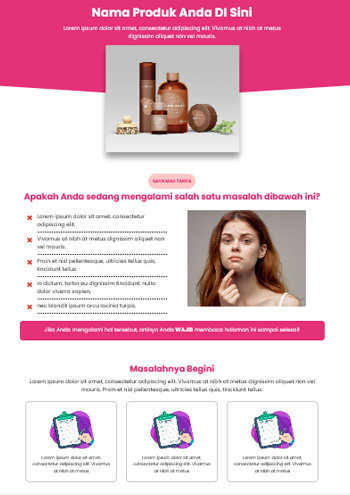 Nama Produk Anda DI Sini
Lorem ipsum dolor sit amet, consectetur adipiscing elit. Vivamus at nibh at metus
dignissim aliquet non vel mauris.
SAYA MAU TANYA
Apakah Anda sedang mengalami salah satu masalah dibawah ini?
Lorem ipsum dolor sit amet, consectetur
adipiscing elit.
Vivamus at nibh at metus dignissim aliquet non
vel mauris.
Proin et nisl pellentesque, ultricies tellus quis,
tincidunt tellus
In dictum, tortor eu dignissim tincidunt, nulla
dolor viverra sapien,
nec blandit ipsum arcu lacinia turpis.
Jika Anda mengalami hal tersebut, artinya Anda WAJIB membaca halaman ini sampai selesai!
Masalahnya Begini
Lorem ipsum dolor sit amet, consectetur adipiscing elit. Vivamus at nibh at metus dignissim aliquet non vel
mauris. Proin et nisl pellentesque, ultricies tellus quis, tincidunt tellus.
Lorem ipsum dolor sit amet,
consectetur adipiscing elit. Vivamus
at nibh at metus
Lorem ipsum dolor sit amet,
consectetur adipiscing elit. Vivamus
at nibh at metus
Lorem ipsum dolor sit amet,
consectetur adipiscing elit. Vivamus
at nibh at metus